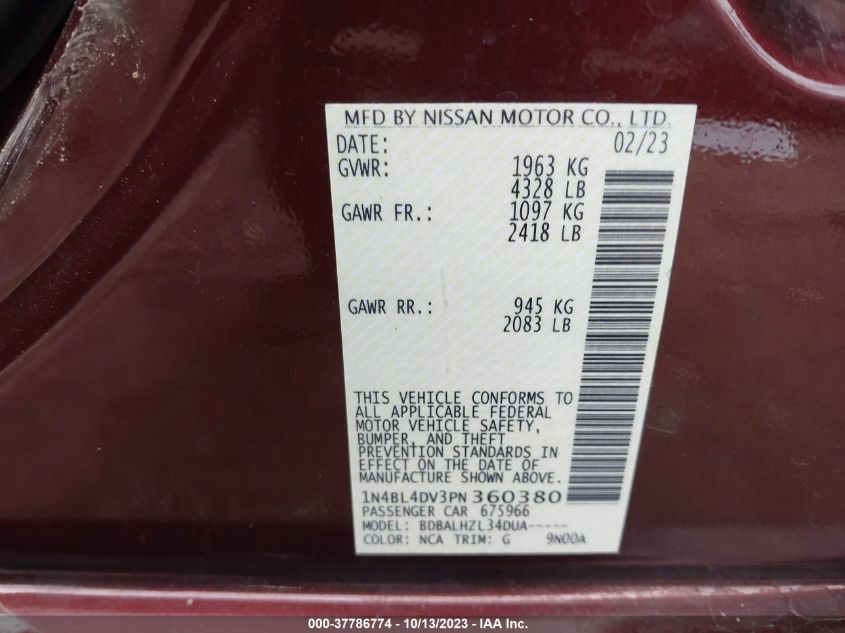 MFD BY NISSAN MOTOR CO., LTD.
DATE: 02/23
GVWR: 1963 KG
4328 LB
GAWR FR.: 1097 KG
2418 LB
GAWR RR.: 945 KG
2083 LB
THIS VEHICLE CONFORMS TO
ALL APPLICABLE FEDERAL
MOTOR VEHICLE SAFETY,
BUMPER, AND THEFT
PREVENTION STANDARDS IN
EFFECT ON THE DATE OF
MANUFACTURE SHOWN ABOVE.
1N4BL4DV3PN360380
PASSENGER CAR 675966
MODEL: BDBALHZL34DUA-----
COLOR: NCA TRIM: G 9N00A
000-37786774 - 10/13/2023 - IAA Inc.